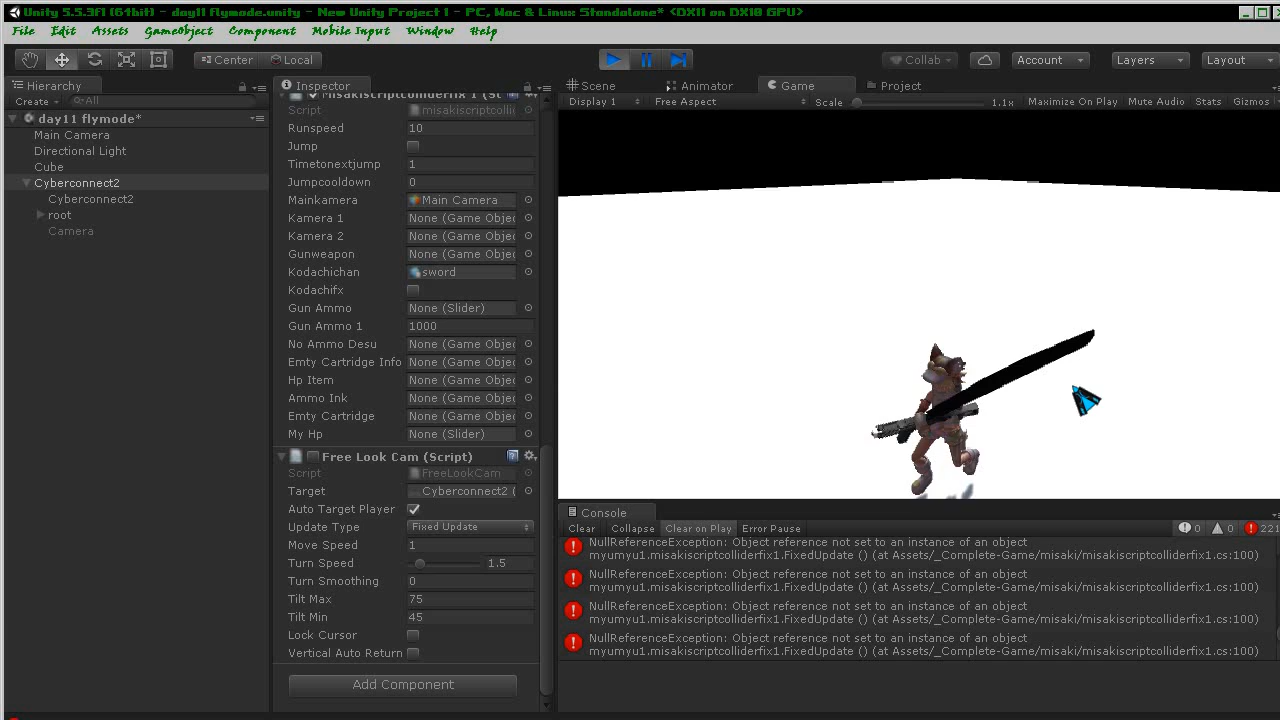 Unity 5.5.3f1 (64bit) - day11 flymode.unity - New Unity Project 1 - PC, Mac & Linux Standalone* <DX11 on DX10 GPU>
File Edit Assets GameObject Component Mobile Input Window Help
Center Local Collab Account Layers Layout
Hierarchy
Create All
day11 flymode*
Main Camera
Directional Light
Cube
Cyberconnect2
Cyberconnect2
root
Camera
Inspector
Misakiscriptcolliderfix 1 (Sc
Script misakiscriptcollid
Runspeed 10
Jump
Timetonextjump 1
Jumpcooldown 0
Mainkamera Main Camera
Kamera 1 None (Game Objec
Kamera 2 None (Game Objec
Gunweapon None (Game Objec
Kodachichan sword
Kodachifx
Gun Ammo None (Slider)
Gun Ammo 1 1000
No Ammo Desu None (Game Objec
Emty Cartridge Info None (Game Objec
Hp Item None (Game Objec
Ammo Ink None (Game Objec
Emty Cartridge None (Game Objec
My Hp None (Slider)
Free Look Cam (Script)
Script FreeLookCam
Target Cyberconnect2 (
Auto Target Player
Update Type Fixed Update
Move Speed 1
Turn Speed 1.5
Turn Smoothing 0
Tilt Max 75
Tilt Min 45
Lock Cursor
Vertical Auto Return
Add Component
Scene Animator Game Project
Display 1 Free Aspect Scale 1.1x Maximize On Play Mute Audio Stats Gizmos
Console
Clear Collapse Clear on Play Error Pause 0 0 221
NullReferenceException: Object reference not set to an instance of an object
myumyu1.misakiscriptcolliderfix1.FixedUpdate () (at Assets/_Complete-Game/misaki/misakiscriptcolliderfix1.cs:100)
NullReferenceException: Object reference not set to an instance of an object
myumyu1.misakiscriptcolliderfix1.FixedUpdate () (at Assets/_Complete-Game/misaki/misakiscriptcolliderfix1.cs:100)
NullReferenceException: Object reference not set to an instance of an object
myumyu1.misakiscriptcolliderfix1.FixedUpdate () (at Assets/_Complete-Game/misaki/misakiscriptcolliderfix1.cs:100)
NullReferenceException: Object reference not set to an instance of an object
myumyu1.misakiscriptcolliderfix1.FixedUpdate () (at Assets/_Complete-Game/misaki/misakiscriptcolliderfix1.cs:100)